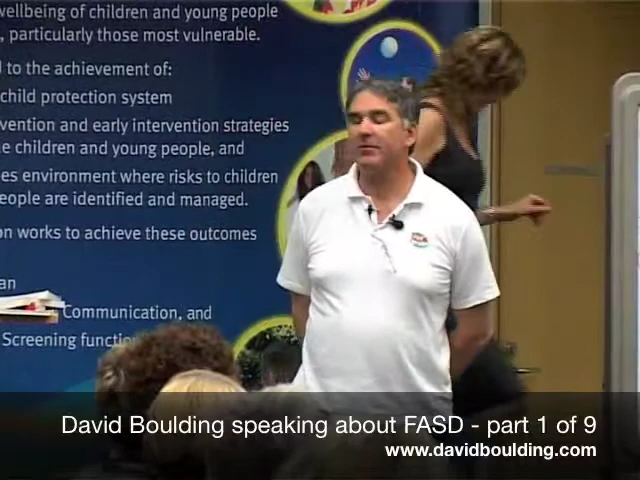 wellbeing of children and young people
, particularly those most vulnerable.
to the achievement of:
child protection system
vention and early intervention strategies
e children and young people, and
es environment where risks to children
eople are identified and managed.
on works to achieve these outcomes
an
Communication, and
Screening functio
David Boulding speaking about FASD - part 1 of 9
www.davidboulding.com